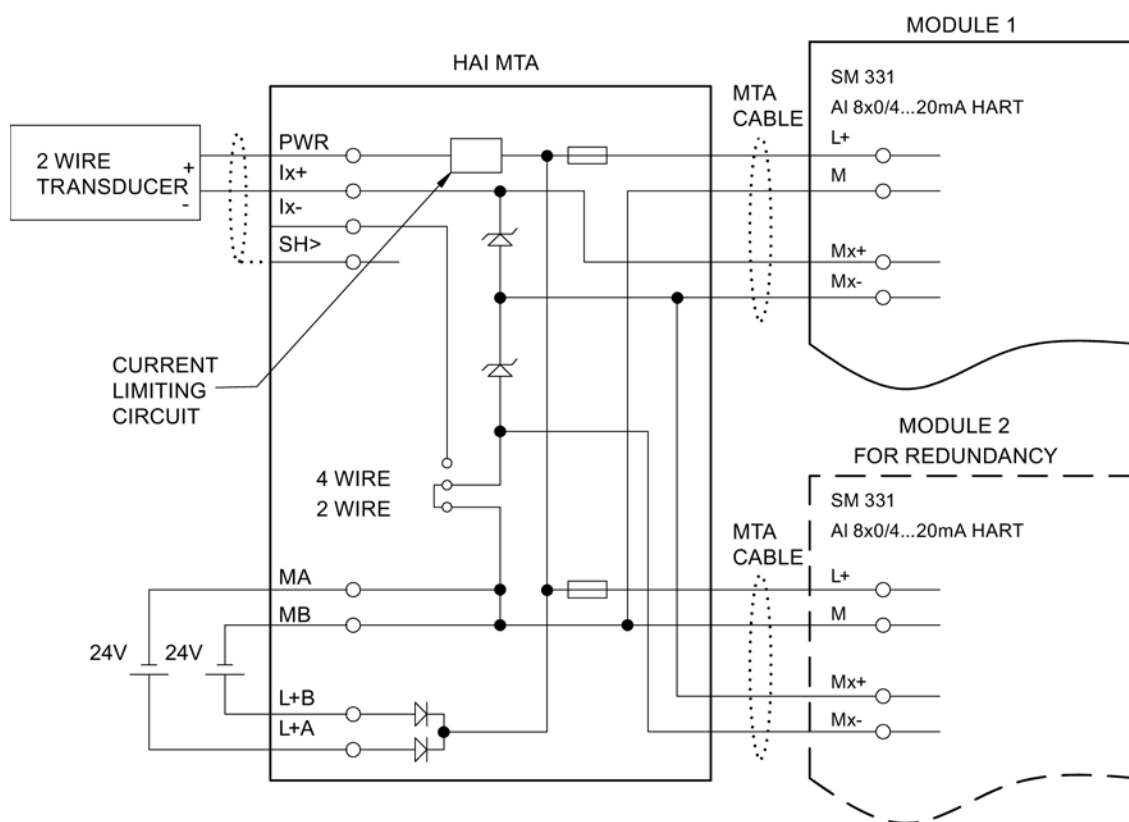 MODULE 1
HAI MTA
SM 331
AI 8x0/4...20mA HART
MTA
CABLE
L+
M
Mx+
Mx-
2 WIRE
TRANSDUCER
+
-
PWR
Ix+
Ix-
SH>
CURRENT
LIMITING
CIRCUIT
4 WIRE
2 WIRE
MODULE 2
FOR REDUNDANCY
SM 331
AI 8x0/4...20mA HART
MTA
CABLE
L+
M
Mx+
Mx-
MA
MB
24V
24V
L+B
L+A